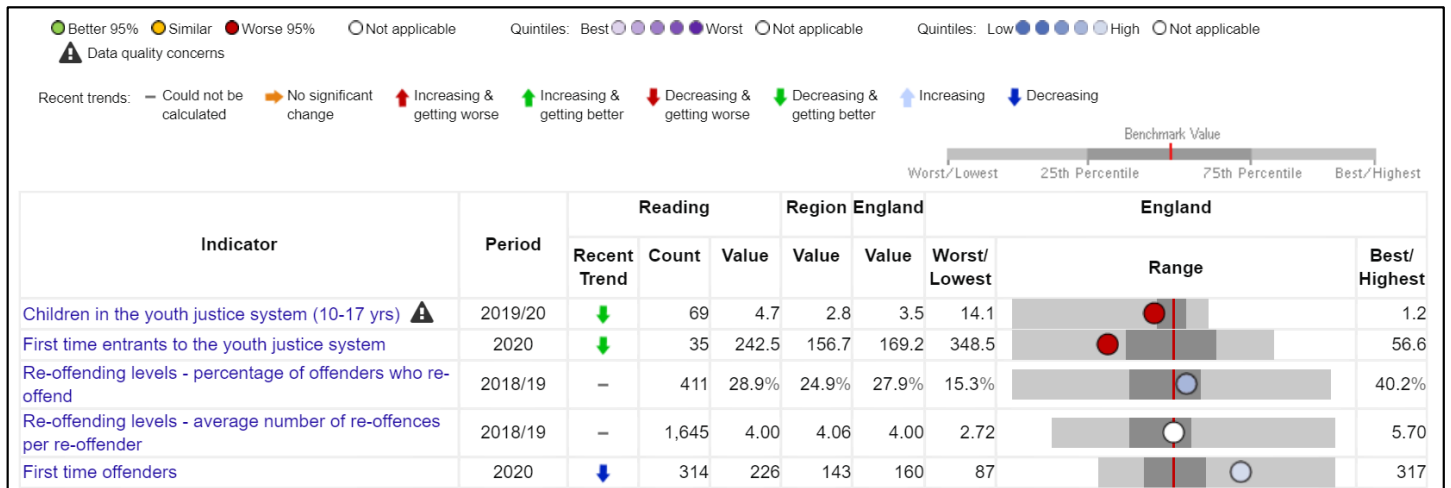 Better 95% Similar Worse 95% Not applicable Quintiles: Best Worst Not applicable Quintiles: Low High Not applicable
Data quality concerns
Recent trends: – Could not be calculated No significant change Increasing & getting worse Increasing & getting better Decreasing & getting worse Decreasing & getting better Increasing Decreasing
Benchmark Value
Worst/Lowest 25th Percentile 75th Percentile Best/Highest
Indicator Period Reading Region England England
Recent Trend Count Value Value Value Worst/ Lowest Range Best/ Highest
Children in the youth justice system (10-17 yrs) 2019/20 69 4.7 2.8 3.5 14.1 1.2
First time entrants to the youth justice system 2020 35 242.5 156.7 169.2 348.5 56.6
Re-offending levels - percentage of offenders who re-
offend 2018/19 – 411 28.9% 24.9% 27.9% 15.3% 40.2%
Re-offending levels - average number of re-offences
per re-offender 2018/19 – 1,645 4.00 4.06 4.00 2.72 5.70
First time offenders 2020 314 226 143 160 87 317